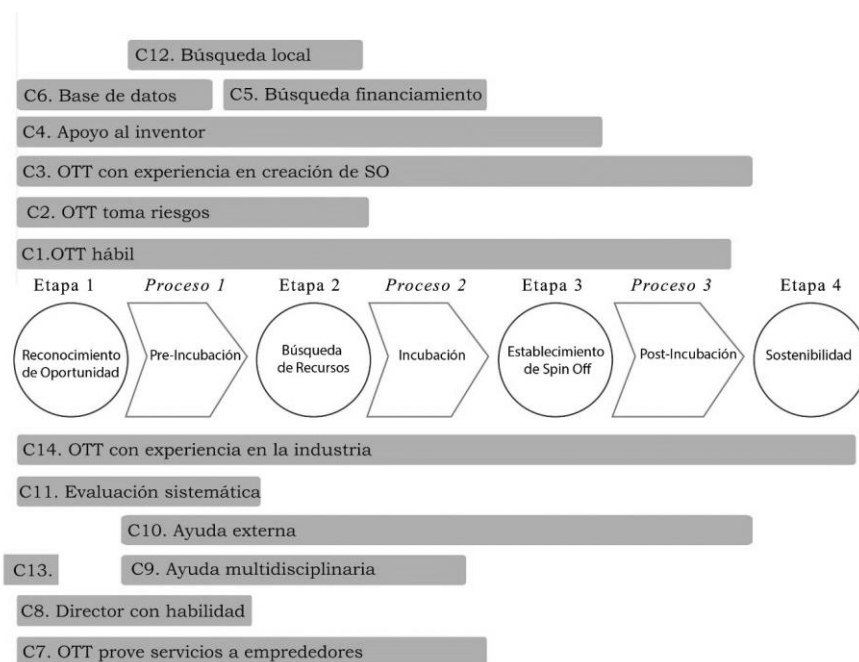 C12. Búsqueda local
C6. Base de datos
C5. Búsqueda financiamiento
C4. Apoyo al inventor
C3. OTT con experiencia en creación de SO
C2. OTT toma riesgos
C1.OTT hábil
Etapa 1
Proceso 1
Etapa 2
Proceso 2
Etapa 3
Proceso 3
Etapa 4
Reconocimiento
de Oportunidad
Pre-Incubación
Búsqueda
de Recursos
Incubación
Establecimiento
de Spin Off
Post-Incubación
Sostenibilidad
C14. OTT con experiencia en la industria
C11. Evaluación sistemática
C10. Ayuda externa
C13.
C9. Ayuda multidisciplinaria
C8. Director con habilidad
C7. OTT prove servicios a emprededores